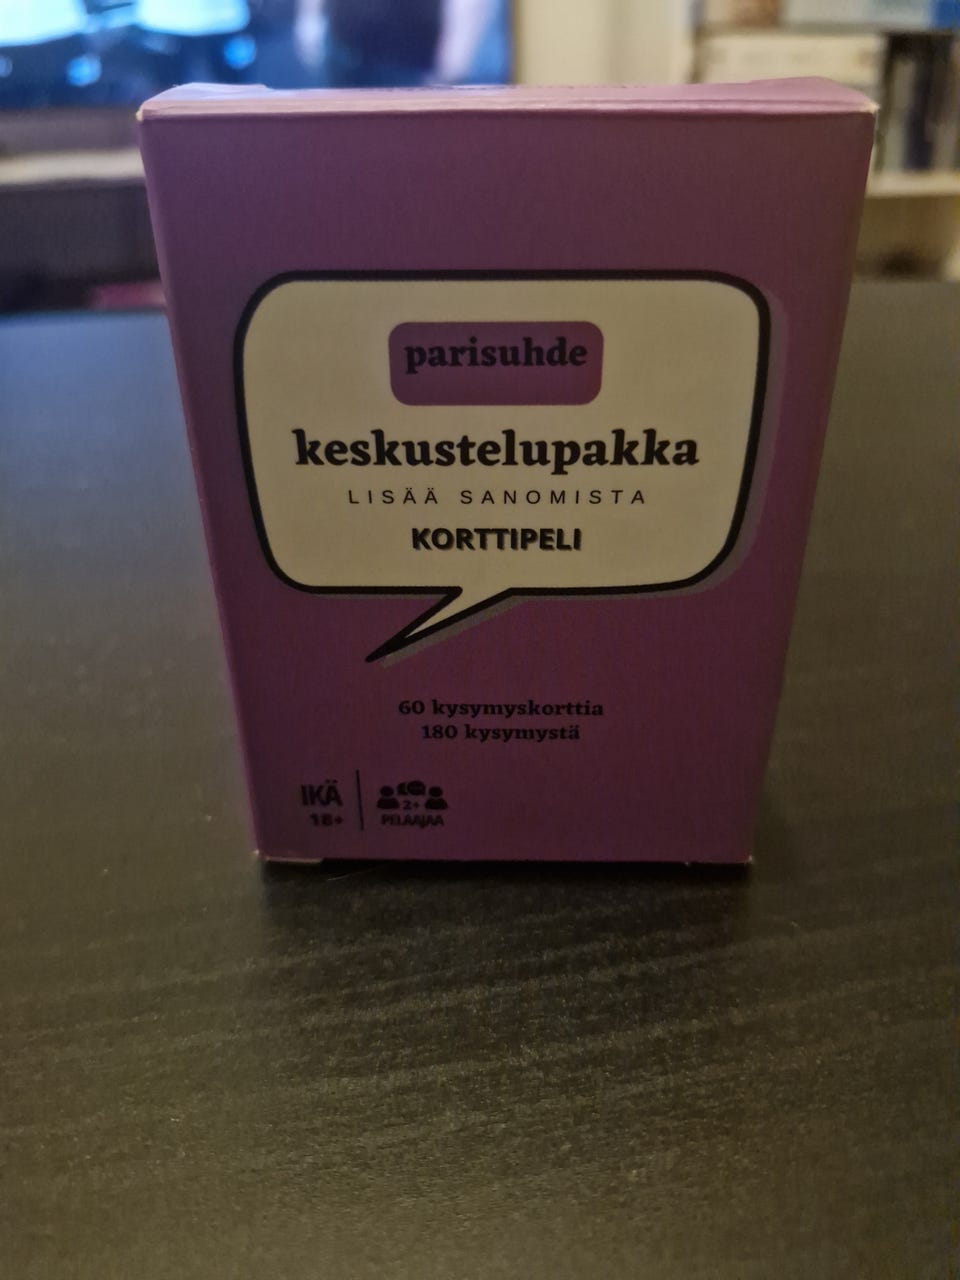 parisuhde
keskustelupakka
LISÄÄ SANOMISTA
KORTTIPELI
60 kysymyskorttia
180 kysymystä
IKÄ
18+
2+
PELAAJAA